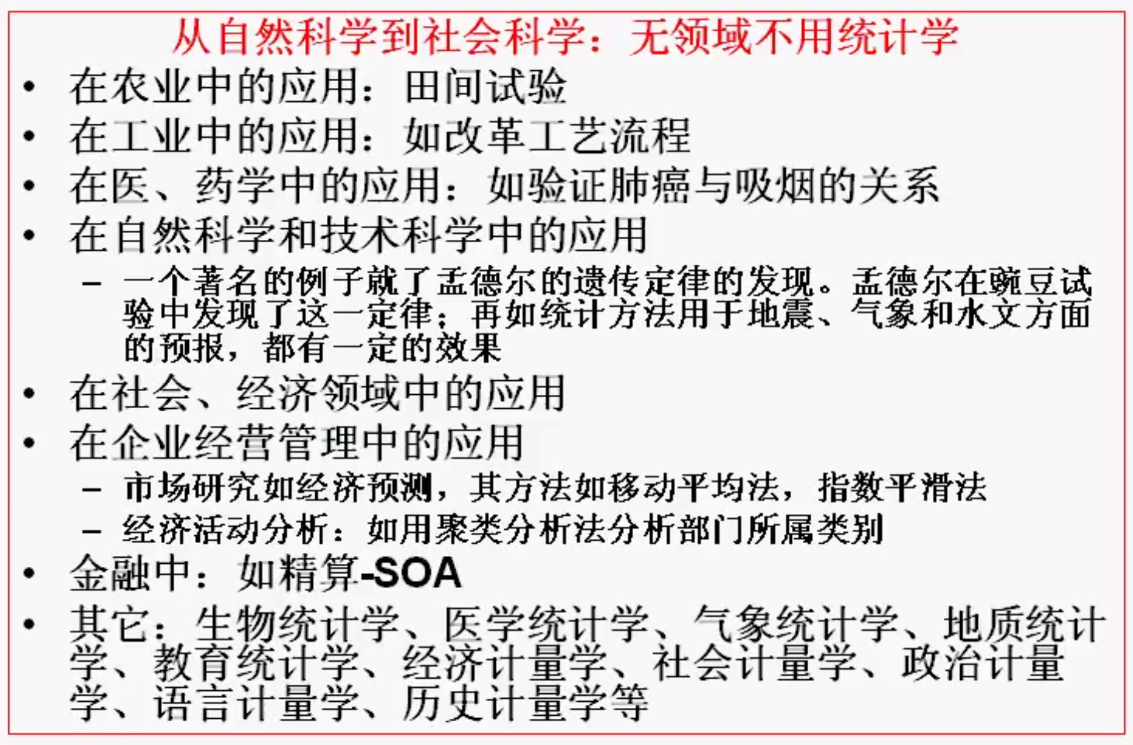 从自然科学到社会科学：无领域不用统计学
• 在农业中的应用：田间试验
• 在工业中的应用：如改革工艺流程
• 在医、药学中的应用：如验证肺癌与吸烟的关系
• 在自然科学和技术科学中的应用
– 一个著名的例子就了孟德尔的遗传定律的发现。孟德尔在豌豆试
验中发现了这一定律；再如统计方法用于地震、气象和水文方面
的预报，都有一定的效果
• 在社会、经济领域中的应用
• 在企业经营管理中的应用
– 市场研究如经济预测，其方法如移动平均法，指数平滑法
– 经济活动分析：如用聚类分析法分析部门所属类别
• 金融中：如精算-SOA
• 其它：生物统计学、医学统计学、气象统计学、地质统计
学、教育统计学、经济计量学、社会计量学、政治计量
学、语言计量学、历史计量学等